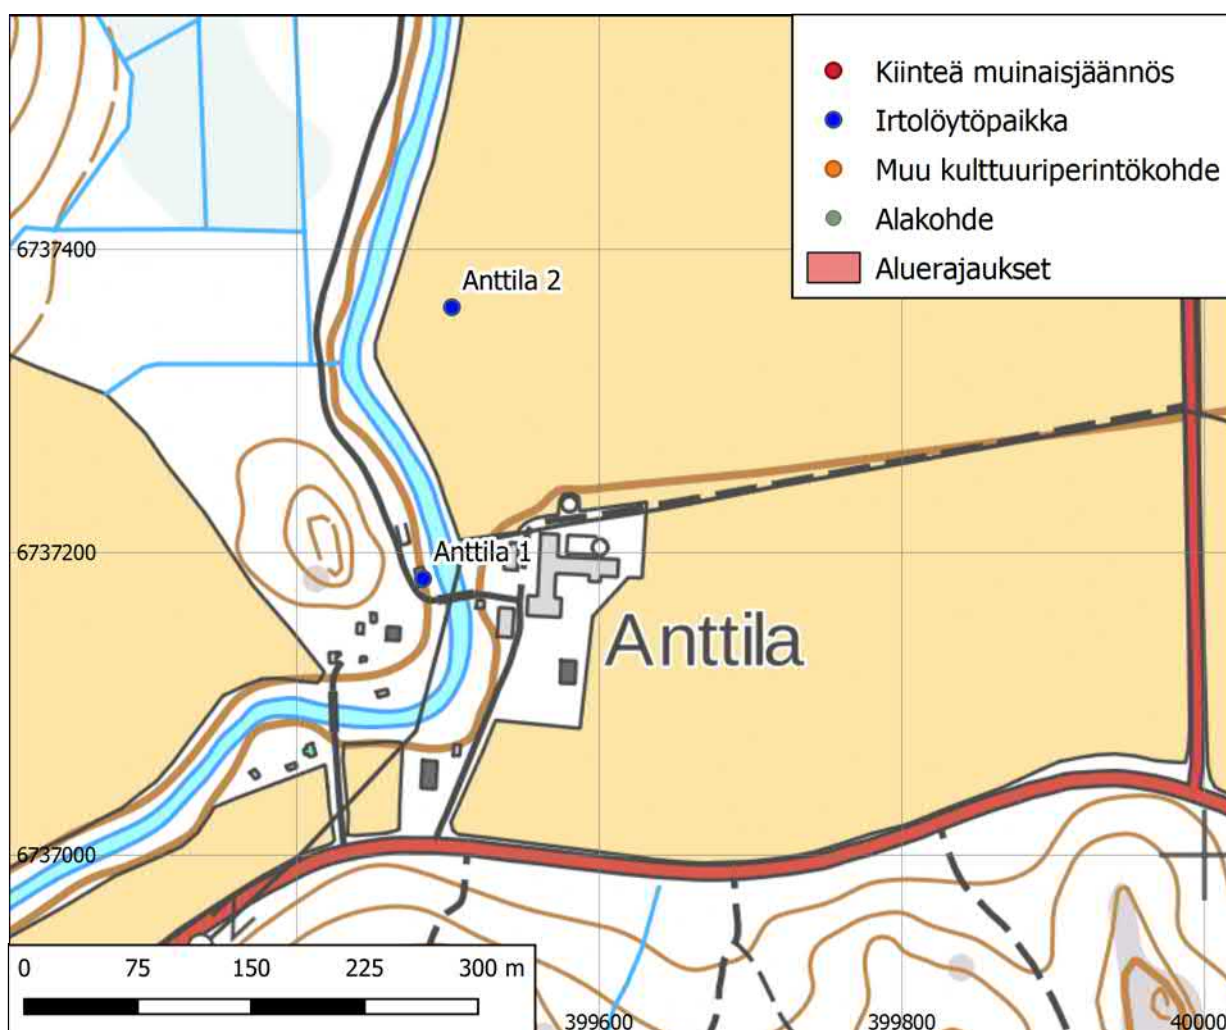 Kiinteä muinaisjäännös
Irtolöytöpaikka
Muu kulttuuriperintökohde
Alakohde
Aluerajaukset
6737400
Anttila 2
6737200
Anttila 1
Anttila
6737000
0 75 150 225 300 m
399600 399800 40000